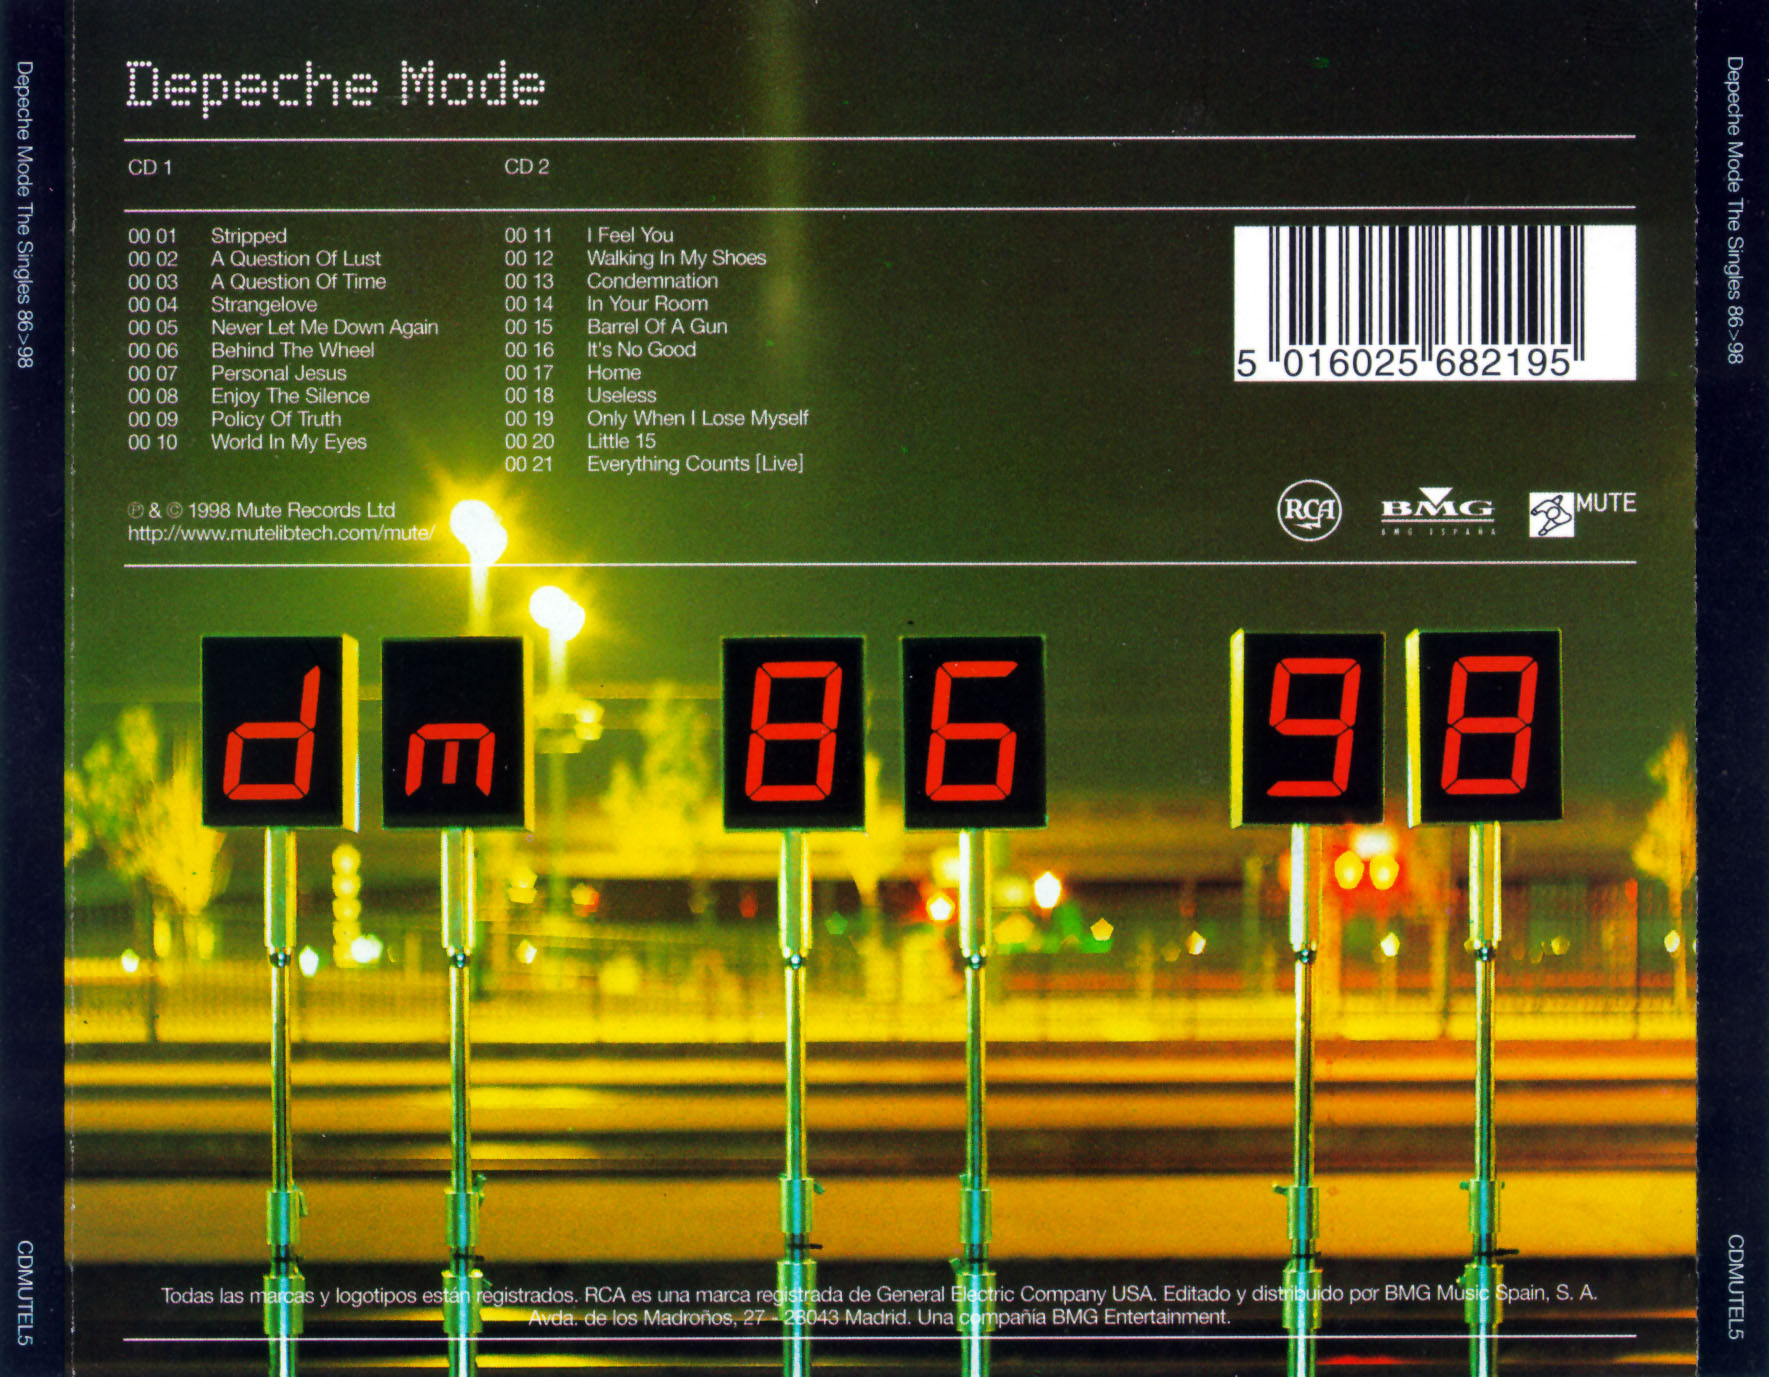 Depeche Mode
CD 1
CD 2
00 01 Stripped
00 02 A Question Of Lust
00 03 A Question Of Time
00 04 Strangelove
00 05 Never Let Me Down Again
00 06 Behind The Wheel
00 07 Personal Jesus
00 08 Enjoy The Silence
00 09 Policy Of Truth
00 10 World In My Eyes
00 11 I Feel You
00 12 Walking In My Shoes
00 13 Condemnation
00 14 In Your Room
00 15 Barrel Of A Gun
00 16 It's No Good
00 17 Home
00 18 Useless
00 19 Only When I Lose Myself
00 20 Little 15
00 21 Everything Counts [Live]
5 016025 682195
℗ & © 1998 Mute Records Ltd
http://www.mutelibtech.com/mute/
RCA
BMG
BMG ESPAÑA
MUTE
dm 86 98
Todas las marcas y logotipos están registrados. RCA es una marca registrada de General Electric Company USA. Editado y distribuido por BMG Music Spain, S. A.
Avda. de los Madroños, 27 - 28043 Madrid. Una compañía BMG Entertainment.
Depeche Mode The Singles 86>98
CDMUTEL5
Depeche Mode The Singles 86>98
CDMUTEL5